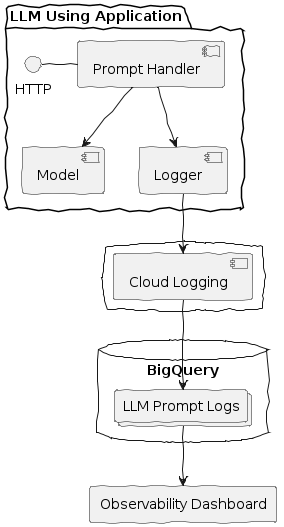 LLM Using Application
Prompt Handler
HTTP
Model
Logger
Cloud Logging
BigQuery
LLM Prompt Logs
Observability Dashboard